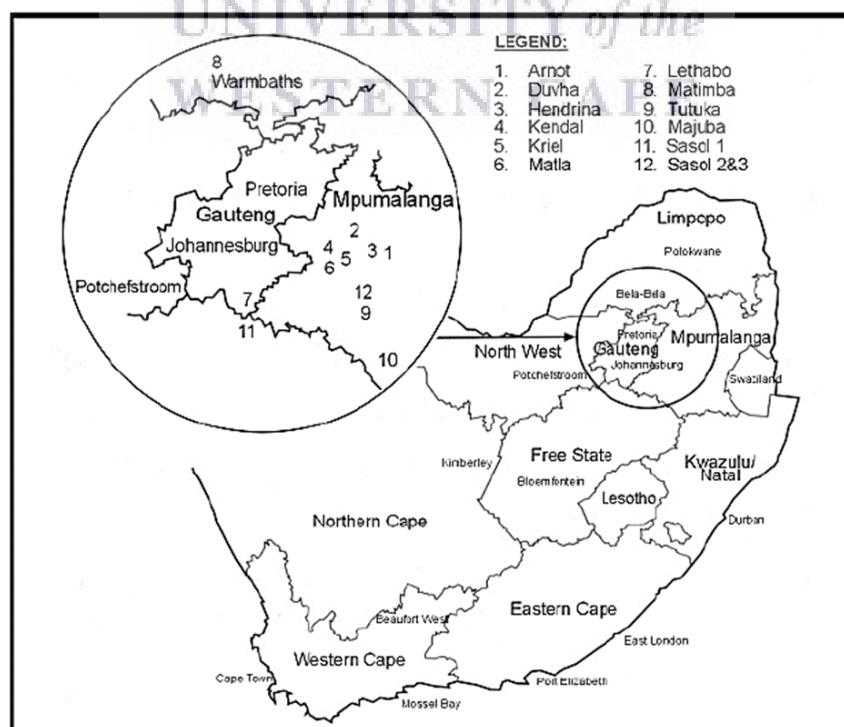 UNIVERSITY of the
WESTERN CAPE
LEGEND:
1. Arnot
2. Duvha
3. Hendrina
4. Kendal
5. Kriel
6. Matla
7. Lethabo
8. Matimba
9. Tutuka
10. Majuba
11. Sasol 1
12. Sasol 2&3
8
Warmbaths
Pretoria
Mpumalanga
Gauteng
2
Johannesburg
4
5
3
1
6
Potchefstroom
7
12
9
11
10
Limpopo
Polokwane
Bela-Bela
Pretoria
Mpumalanga
North West
Gauteng
Johannesburg
Potchefstroom
Swaziland
Free State
Kimberley
Kwazulu/
Natal
Bloemfontein
Lesotho
Northern Cape
Durban
Eastern Cape
Beaufort West
East London
Western Cape
Cape Town
Port Elizabeth
Mossel Bay